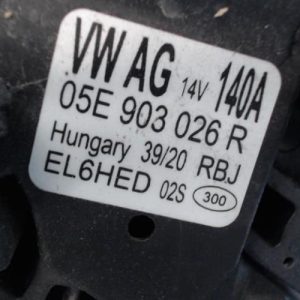 VW AG 14V 140A
05E 903 026 R
Hungary 39/20 RBJ
EL6HED 02S 300